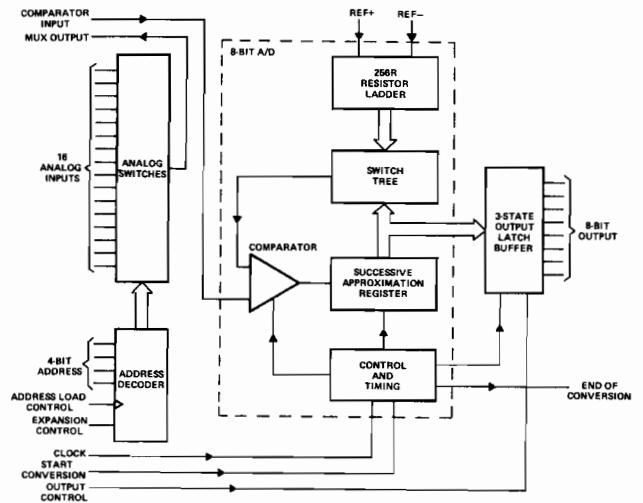 COMPARATOR
INPUT
MUX OUTPUT
REF+
REF–
8-BIT A/D
256R
RESISTOR
LADDER
16
ANALOG
INPUTS
ANALOG
SWITCHES
SWITCH
TREE
3-STATE
OUTPUT
LATCH
BUFFER
8-BIT
OUTPUT
COMPARATOR
SUCCESSIVE
APPROXIMATION
REGISTER
4-BIT
ADDRESS
ADDRESS
DECODER
CONTROL
AND
TIMING
END OF
CONVERSION
ADDRESS LOAD
CONTROL
EXPANSION
CONTROL
CLOCK
START
CONVERSION
OUTPUT
CONTROL